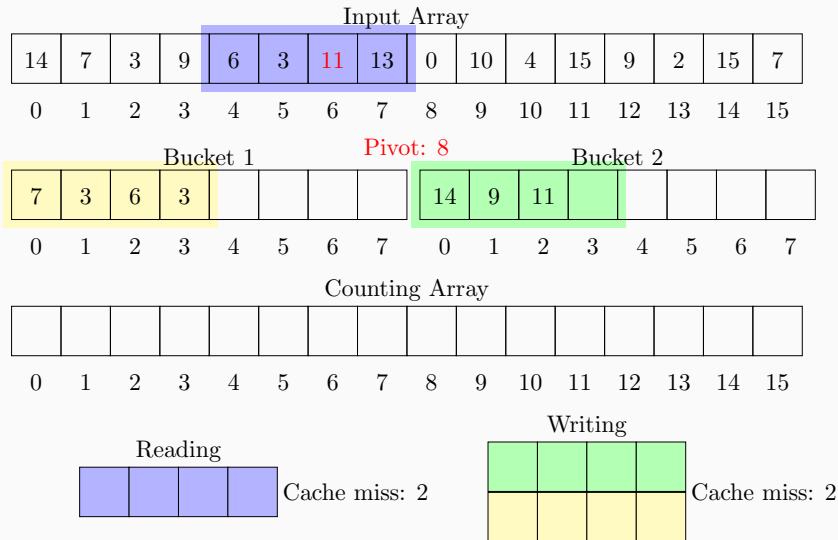 Input Array
14 7 3 9 6 3 11 13 0 10 4 15 9 2 15 7
0 1 2 3 4 5 6 7 8 9 10 11 12 13 14 15
Pivot: 8
Bucket 1 Bucket 2
7 3 6 3 14 9 11
0 1 2 3 4 5 6 7 0 1 2 3 4 5 6 7
Counting Array
0 1 2 3 4 5 6 7 8 9 10 11 12 13 14 15
Writing
Reading
Cache miss: 2 Cache miss: 2